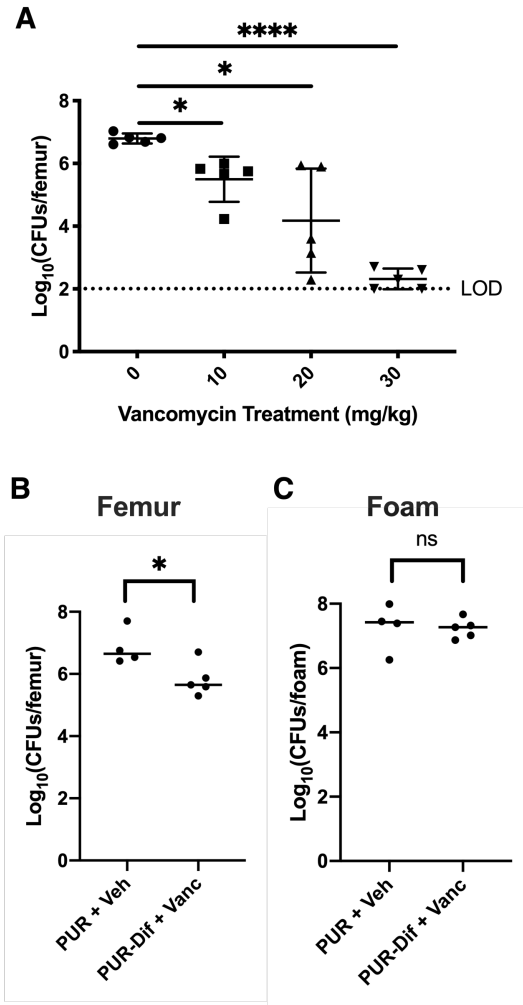 A
****
*
*
Log10(CFUs/femur)
8
6
4
2
0
LOD
0
10
20
30
Vancomycin Treatment (mg/kg)
B
Femur
*
Log10(CFUs/femur)
8
6
4
2
0
PUR + Veh
PUR-Dif + Vanc
C
Foam
ns
Log10(CFUs/foam)
8
6
4
2
0
PUR + Veh
PUR-Dif + Vanc